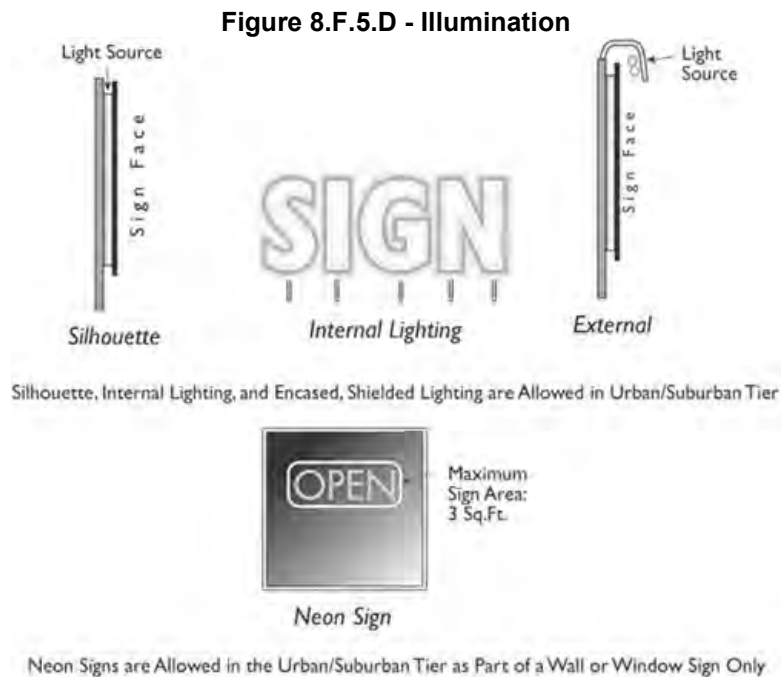 Figure 8.F.5.D - Illumination
Light Source
Sign Face
Silhouette
SIGN
Internal Lighting
Light
Source
Sign Face
External
Silhouette, Internal Lighting, and Encased, Shielded Lighting are Allowed in Urban/Suburban Tier
OPEN
Maximum
Sign Area:
3 Sq.Ft.
Neon Sign
Neon Signs are Allowed in the Urban/Suburban Tier as Part of a Wall or Window Sign Only